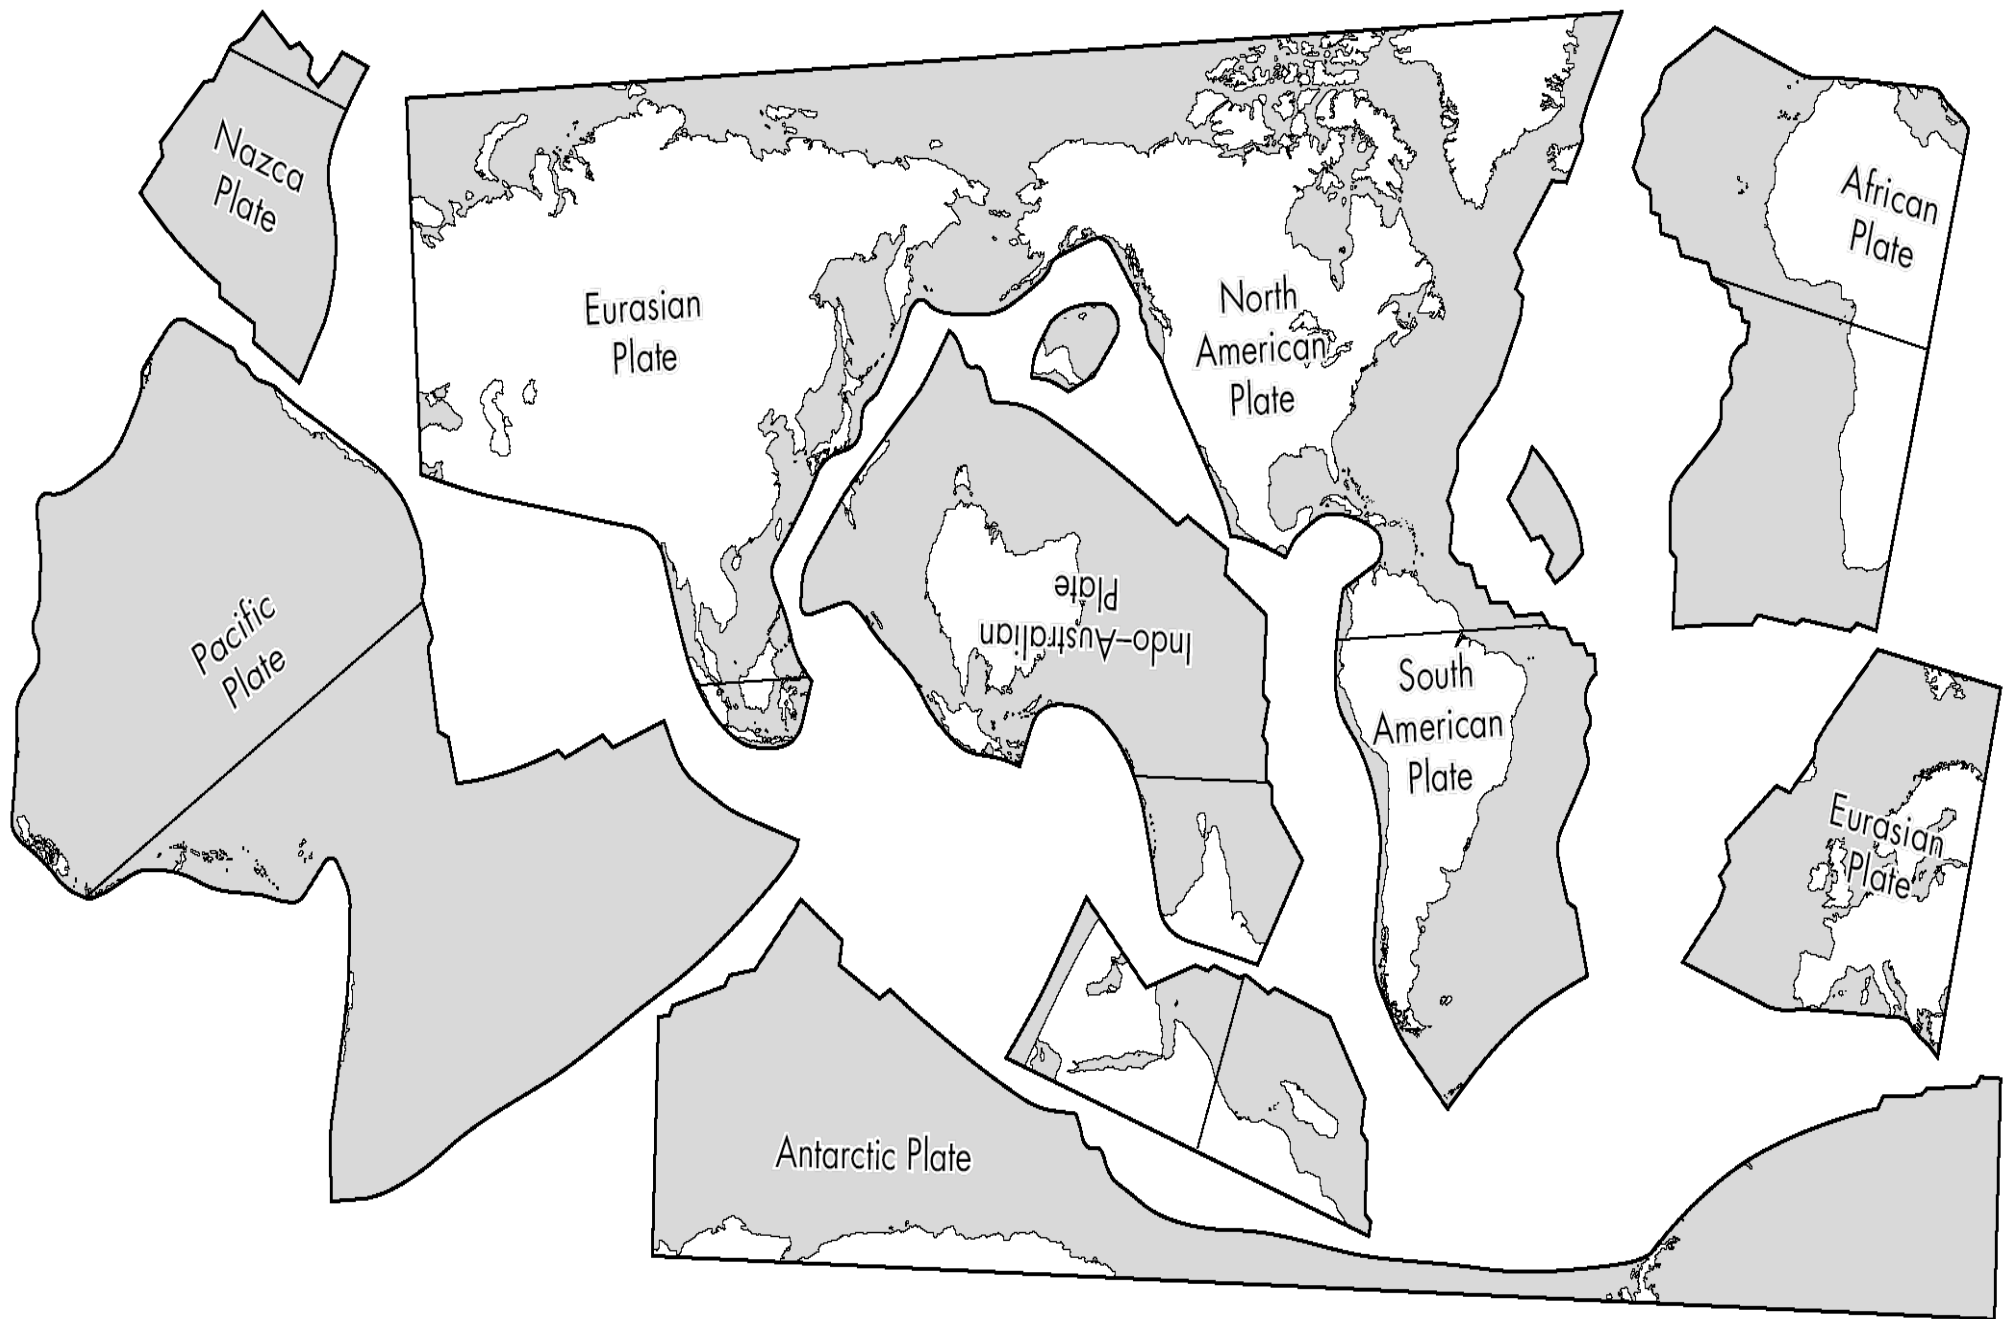 Nazca
Plate
African
Plate
Eurasian
Plate
North
American
Plate
Pacific
Plate
Indo-Australian
Plate
South
American
Plate
Eurasian
Plate
Antarctic Plate